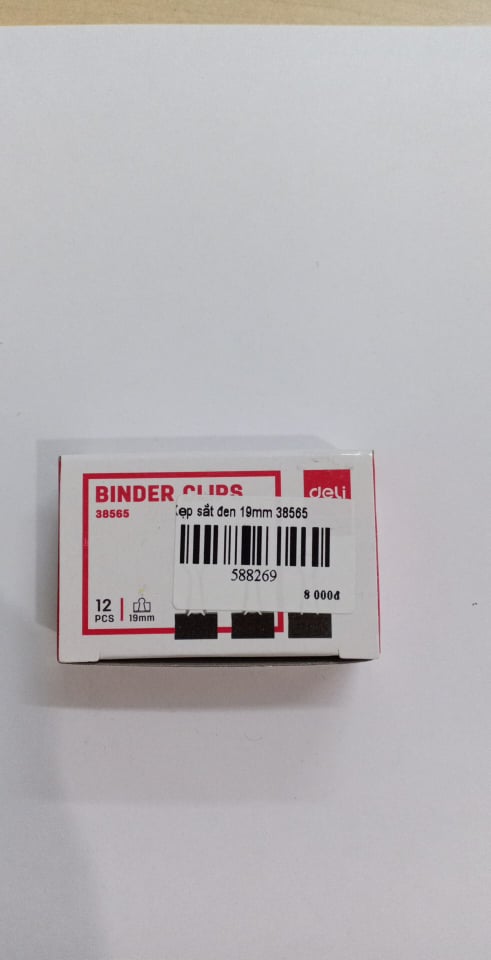 BINDER CLIPS
deli
38565
Kẹp sắt đen 19mm 38565
588269
8 000đ
12
PCS
19mm